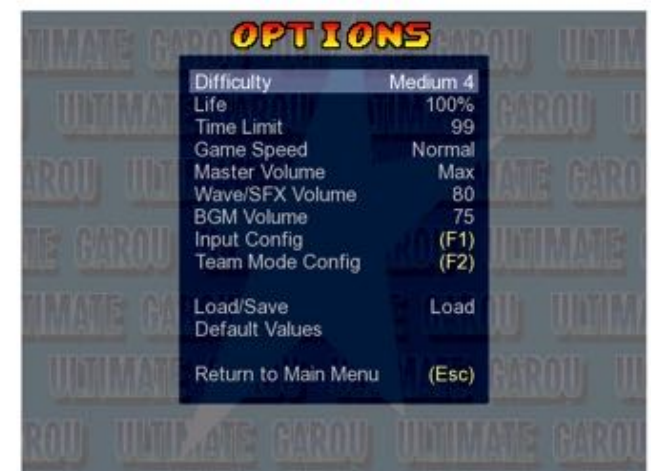 OPTIONS
Difficulty Medium 4
Life 100%
Time Limit 99
Game Speed Normal
Master Volume Max
Wave/SFX Volume 80
BGM Volume 75
Input Config (F1)
Team Mode Config (F2)
Load/Save Load
Default Values
Return to Main Menu (Esc)
ULTIMATE GAROU